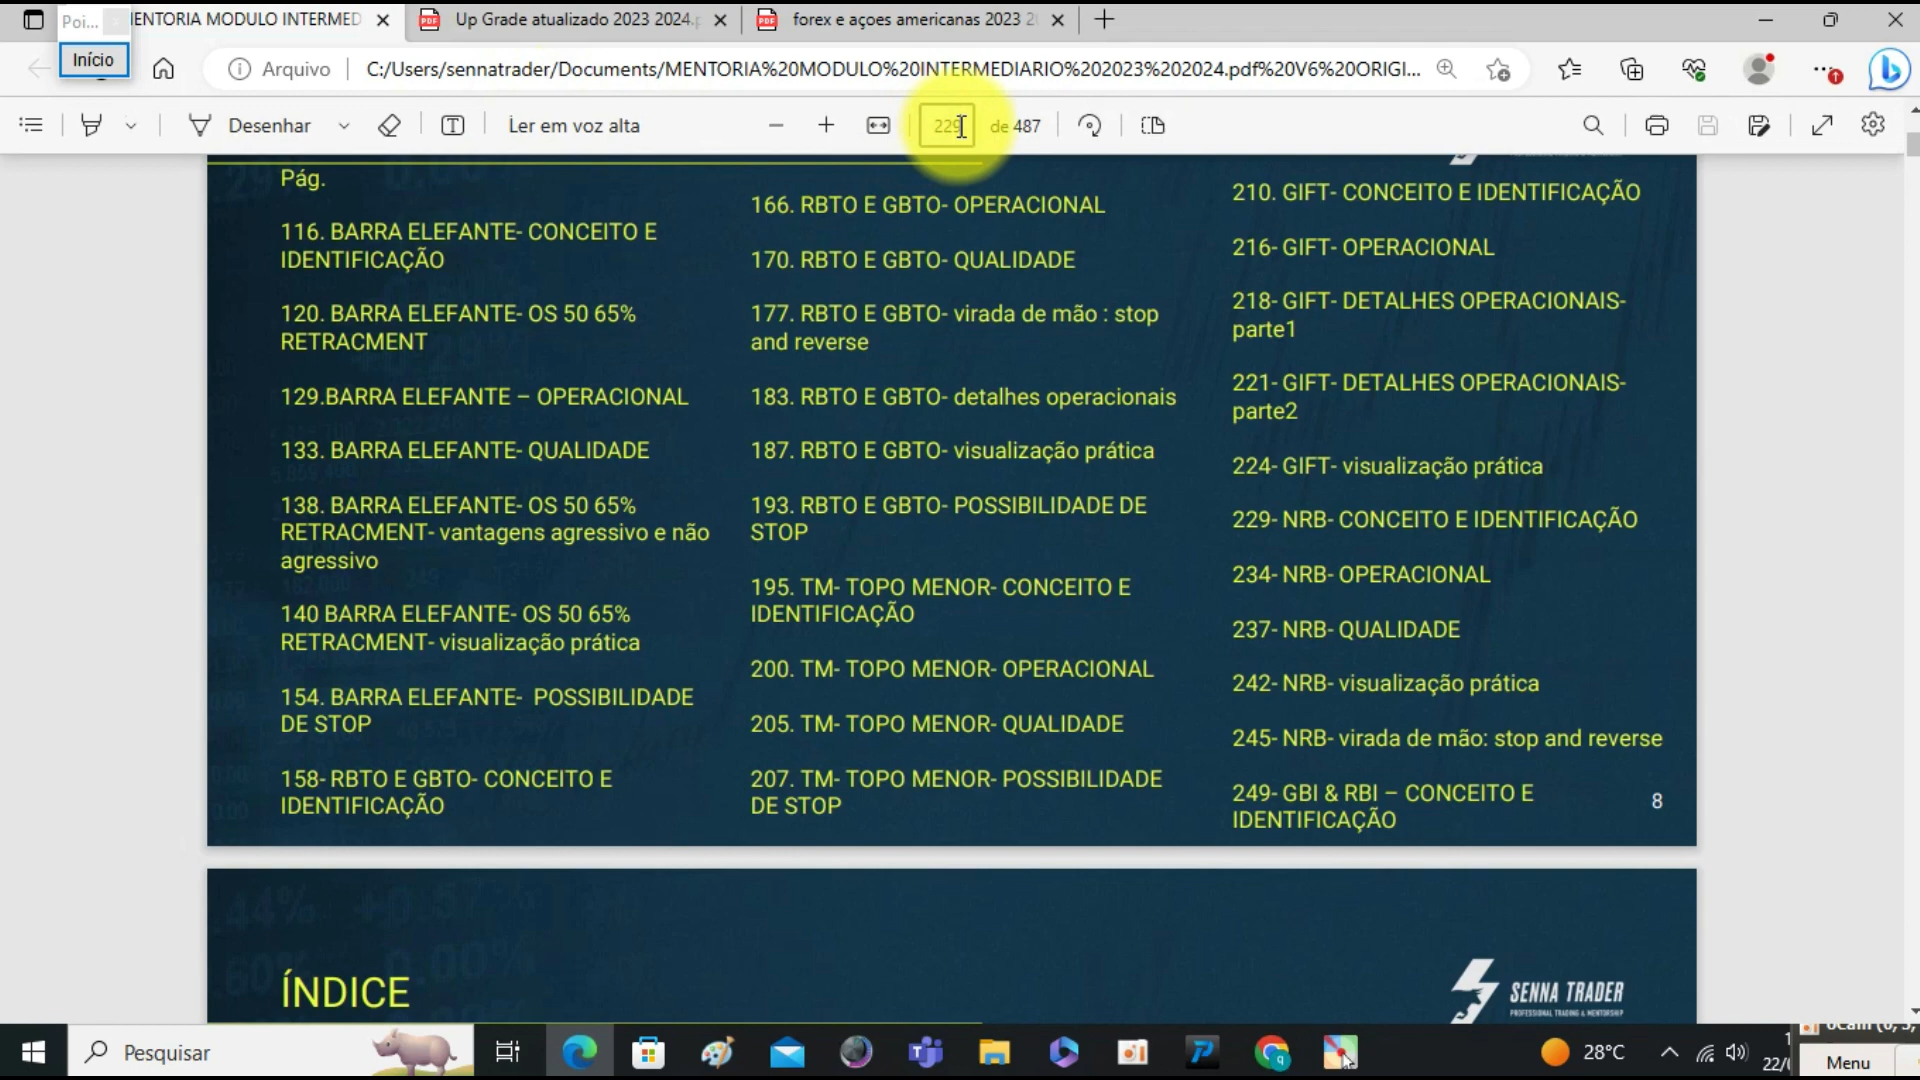 Poi...
MENTORIA MODULO INTERMED
Up Grade atualizado 2023 2024.p
forex e açoes americanas 2023 2
Início
Arquivo
C:/Users/sennatrader/Documents/MENTORIA%20MODULO%20INTERMEDIARIO%202023%202024.pdf%20V6%20ORIGI...
Desenhar
Ler em voz alta
229
de 487
Pág.
116. BARRA ELEFANTE- CONCEITO E
IDENTIFICAÇÃO
120. BARRA ELEFANTE- OS 50 65%
RETRACMENT
129.BARRA ELEFANTE – OPERACIONAL
133. BARRA ELEFANTE- QUALIDADE
138. BARRA ELEFANTE- OS 50 65%
RETRACMENT- vantagens agressivo e não
agressivo
140 BARRA ELEFANTE- OS 50 65%
RETRACMENT- visualização prática
154. BARRA ELEFANTE-  POSSIBILIDADE
DE STOP
158- RBTO E GBTO- CONCEITO E
IDENTIFICAÇÃO
166. RBTO E GBTO- OPERACIONAL
170. RBTO E GBTO- QUALIDADE
177. RBTO E GBTO- virada de mão : stop
and reverse
183. RBTO E GBTO- detalhes operacionais
187. RBTO E GBTO- visualização prática
193. RBTO E GBTO- POSSIBILIDADE DE
STOP
195. TM- TOPO MENOR- CONCEITO E
IDENTIFICAÇÃO
200. TM- TOPO MENOR- OPERACIONAL
205. TM- TOPO MENOR- QUALIDADE
207. TM- TOPO MENOR- POSSIBILIDADE
DE STOP
210. GIFT- CONCEITO E IDENTIFICAÇÃO
216- GIFT- OPERACIONAL
218- GIFT- DETALHES OPERACIONAIS-
parte1
221- GIFT- DETALHES OPERACIONAIS-
parte2
224- GIFT- visualização prática
229- NRB- CONCEITO E IDENTIFICAÇÃO
234- NRB- OPERACIONAL
237- NRB- QUALIDADE
242- NRB- visualização prática
245- NRB- virada de mão: stop and reverse
249- GBI & RBI – CONCEITO E
IDENTIFICAÇÃO
8
ÍNDICE
SENNA TRADER
PROFESSIONAL TRADING & MENTORSHIP
Pesquisar
28°C
Menu